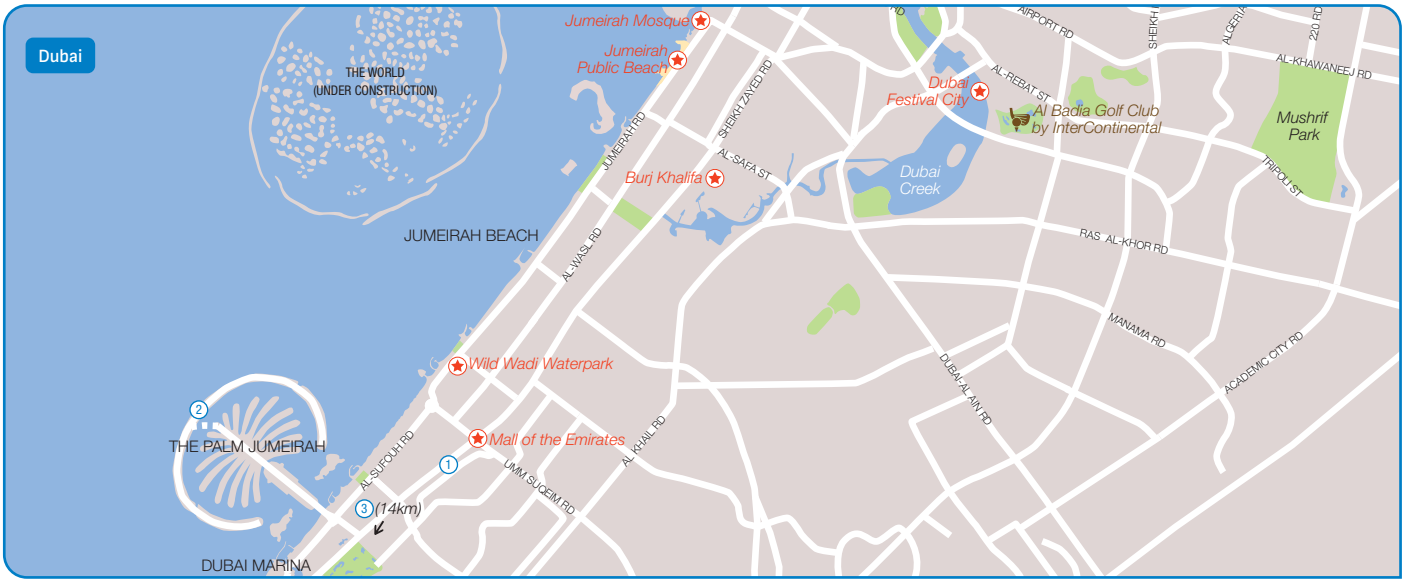 Dubai
THE WORLD
(UNDER CONSTRUCTION)
Jumeirah Mosque
Jumeirah
Public Beach
JUMEIRAH RD
SHEIKH ZAYED RD
AL-SAFA ST
Burj Khalifa
JUMEIRAH BEACH
AL-WASL RD
RD
AIRPORT RD
SHEIKH
ALGERIA
220 RD
AL-KHAWANEEJ RD
AL-REBAT ST
Dubai
Festival City
Al Badia Golf Club
by InterContinental
Mushrif
Park
TRIPOLI ST
Dubai
Creek
RAS AL-KHOR RD
MANAMA RD
ACADEMIC CITY RD
DUBAI-AL AIN RD
Wild Wadi Waterpark
2
THE PALM JUMEIRAH
Mall of the Emirates
AL-SUFOUH RD
1
UMM SUQEIM RD
AL KHAIL RD
3 (14km)
DUBAI MARINA